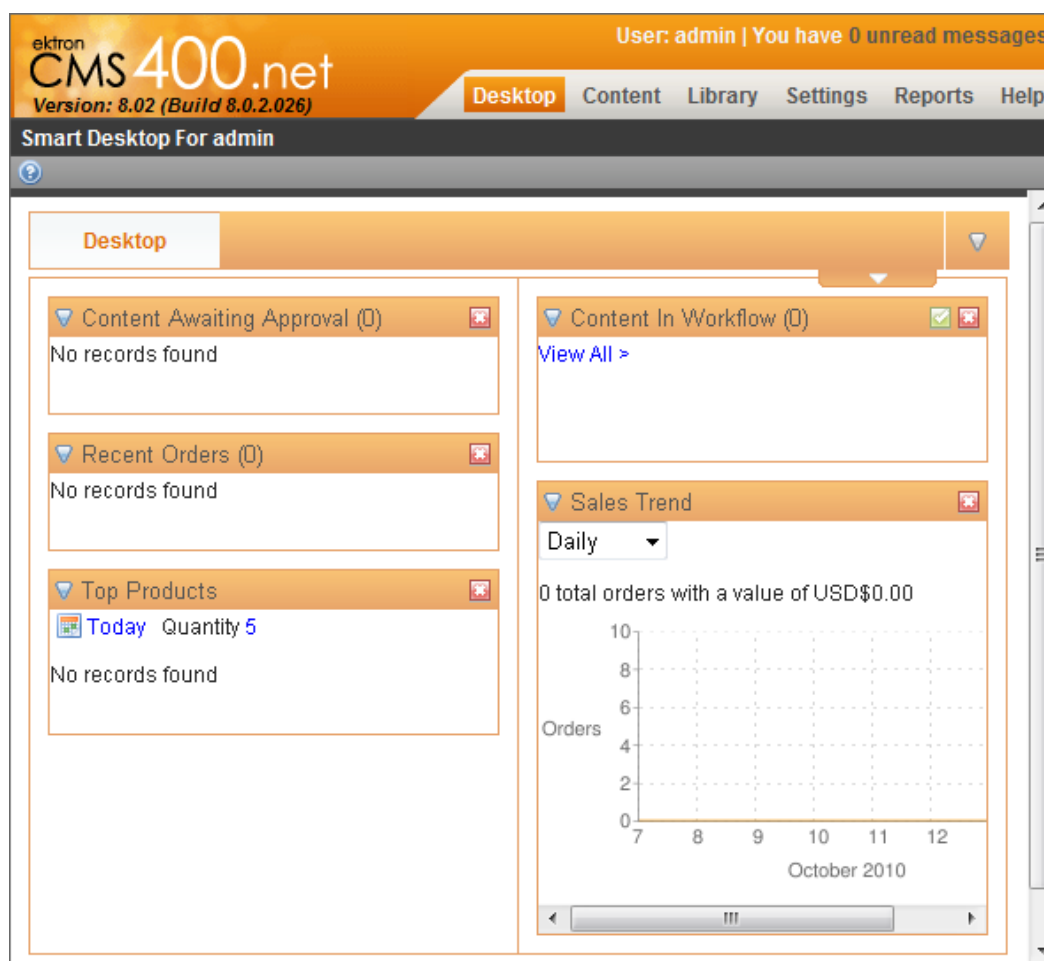 User: admin | You have 0 unread messages
ektron
CMS400.net
Version: 8.02 (Build 8.0.2.026)
Desktop Content Library Settings Reports Help
Smart Desktop For admin
Desktop
Content Awaiting Approval (0)
No records found
Recent Orders (0)
No records found
Top Products
Today Quantity 5
No records found
Content In Workflow (0)
View All >
Sales Trend
Daily
0 total orders with a value of USD$0.00
10
8
6
Orders
4
2
0
7 8 9 10 11 12
October 2010